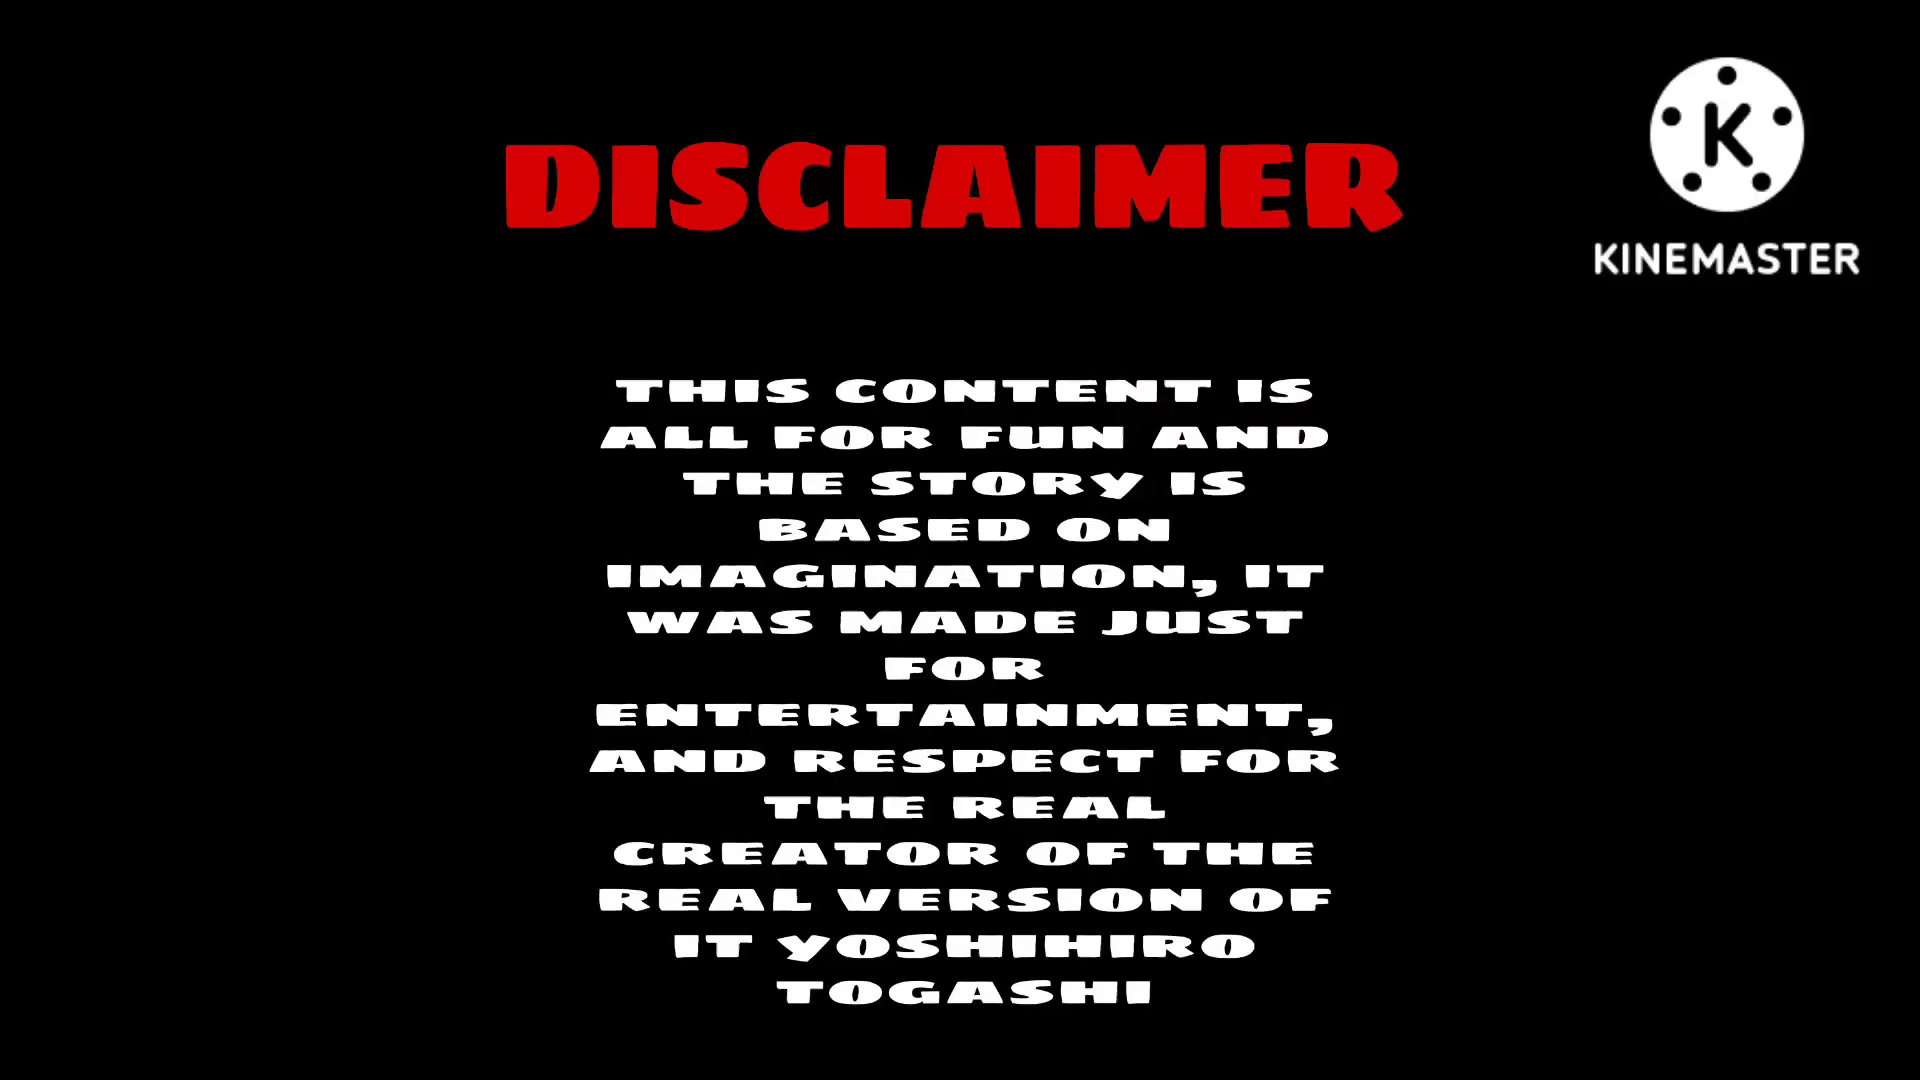 DISCLAIMER
K
KINEMASTER
THIS CONTENT IS
ALL FOR FUN AND
THE STORY IS
BASED ON
IMAGINATION, IT
WAS MADE JUST
FOR
ENTERTAINMENT,
AND RESPECT FOR
THE REAL
CREATOR OF THE
REAL VERSION OF
IT YOSHIHIRO
TOGASHI